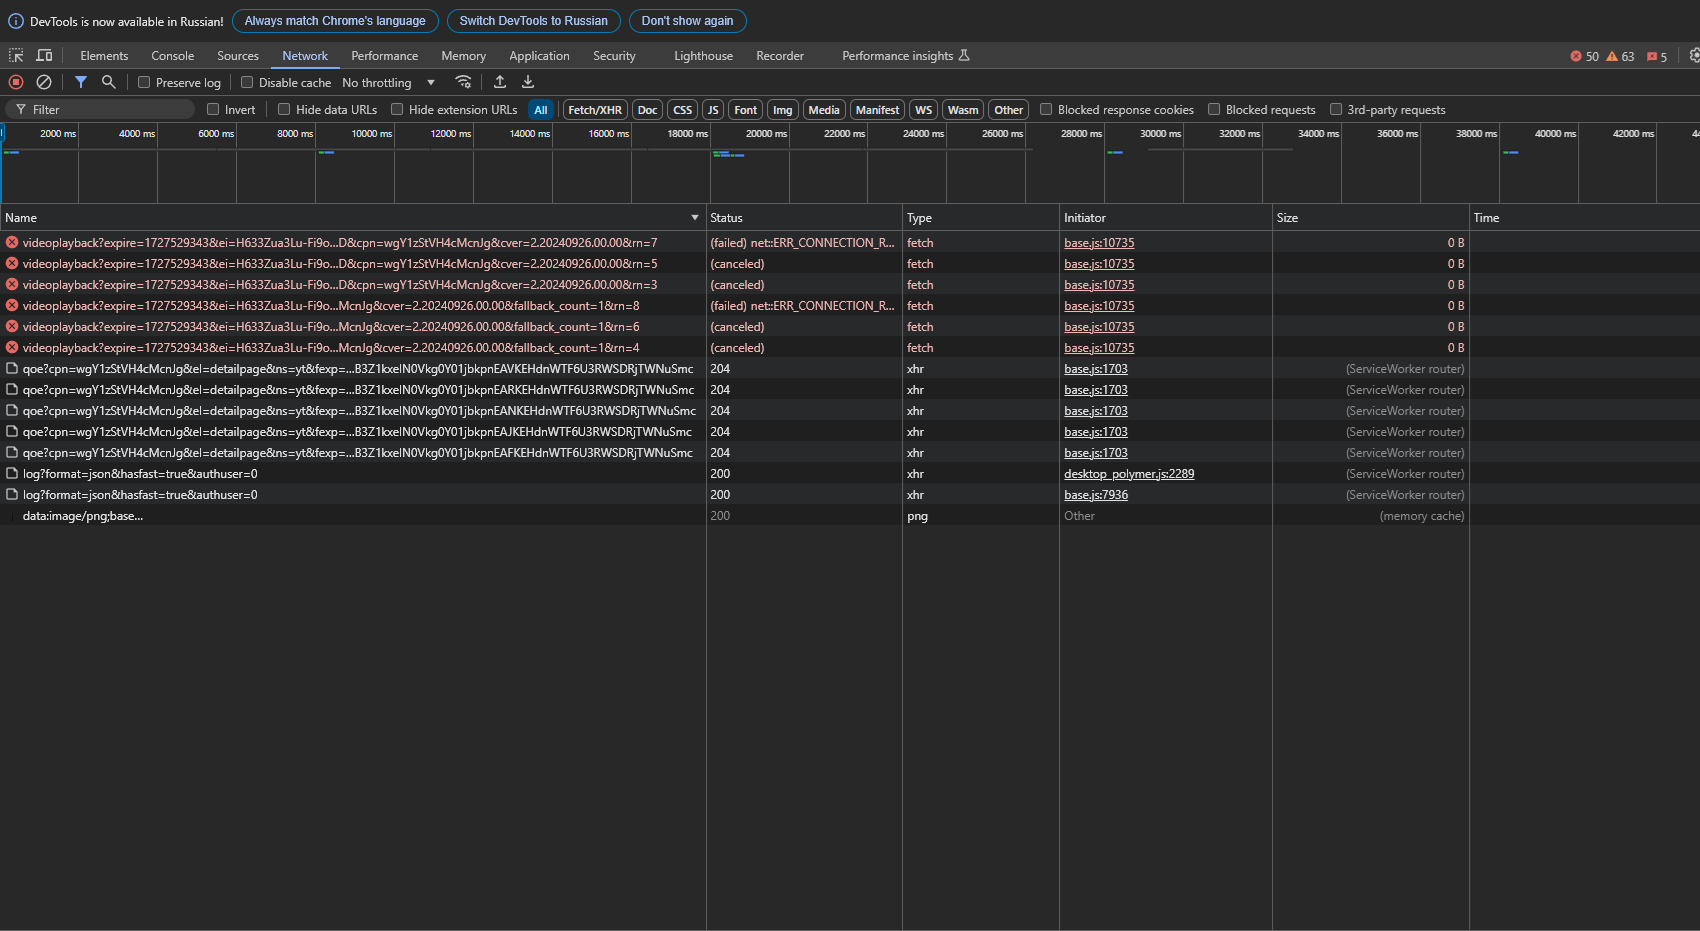 DevTools is now available in Russian! Always match Chrome's language Switch DevTools to Russian Don't show again
Elements Console Sources Network Performance Memory Application Security Lighthouse Recorder Performance insights 50 63 5
Preserve log Disable cache No throttling
Filter Invert Hide data URLs Hide extension URLs All Fetch/XHR Doc CSS JS Font Img Media Manifest WS Wasm Other Blocked response cookies Blocked requests 3rd-party requests
2000 ms 4000 ms 6000 ms 8000 ms 10000 ms 12000 ms 14000 ms 16000 ms 18000 ms 20000 ms 22000 ms 24000 ms 26000 ms 28000 ms 30000 ms 32000 ms 34000 ms 36000 ms 38000 ms 40000 ms 42000 ms
Name Status Type Initiator Size Time
videoplayback?expire=1727529343&ei=H633Zua3Lu-Fi9o...D&cpn=wgY1zStVH4cMcnJg&cver=2.20240926.00.00&rn=7 (failed) net::ERR_CONNECTION_R... fetch base.js:10735 0 B
videoplayback?expire=1727529343&ei=H633Zua3Lu-Fi9o...D&cpn=wgY1zStVH4cMcnJg&cver=2.20240926.00.00&rn=5 (canceled) fetch base.js:10735 0 B
videoplayback?expire=1727529343&ei=H633Zua3Lu-Fi9o...D&cpn=wgY1zStVH4cMcnJg&cver=2.20240926.00.00&rn=3 (canceled) fetch base.js:10735 0 B
videoplayback?expire=1727529343&ei=H633Zua3Lu-Fi9o...McnJg&cver=2.20240926.00.00&fallback_count=1&rn=8 (failed) net::ERR_CONNECTION_R... fetch base.js:10735 0 B
videoplayback?expire=1727529343&ei=H633Zua3Lu-Fi9o...McnJg&cver=2.20240926.00.00&fallback_count=1&rn=6 (canceled) fetch base.js:10735 0 B
videoplayback?expire=1727529343&ei=H633Zua3Lu-Fi9o...McnJg&cver=2.20240926.00.00&fallback_count=1&rn=4 (canceled) fetch base.js:10735 0 B
qoe?cpn=wgY1zStVH4cMcnJg&el=detailpage&ns=yt&fexp=...B3Z1kxelN0Vkg0Y01jbkpnEAVKEHdnWTF6U3RWSDRjTWNuSmc 204 xhr base.js:1703 (ServiceWorker router)
qoe?cpn=wgY1zStVH4cMcnJg&el=detailpage&ns=yt&fexp=...B3Z1kxelN0Vkg0Y01jbkpnEARKEHdnWTF6U3RWSDRjTWNuSmc 204 xhr base.js:1703 (ServiceWorker router)
qoe?cpn=wgY1zStVH4cMcnJg&el=detailpage&ns=yt&fexp=...B3Z1kxelN0Vkg0Y01jbkpnEANKEHdnWTF6U3RWSDRjTWNuSmc 204 xhr base.js:1703 (ServiceWorker router)
qoe?cpn=wgY1zStVH4cMcnJg&el=detailpage&ns=yt&fexp=...B3Z1kxelN0Vkg0Y01jbkpnEAJKEHdnWTF6U3RWSDRjTWNuSmc 204 xhr base.js:1703 (ServiceWorker router)
qoe?cpn=wgY1zStVH4cMcnJg&el=detailpage&ns=yt&fexp=...B3Z1kxelN0Vkg0Y01jbkpnEAFKEHdnWTF6U3RWSDRjTWNuSmc 204 xhr base.js:1703 (ServiceWorker router)
log?format=json&hasfast=true&authuser=0 200 xhr desktop_polymer.js:2289 (ServiceWorker router)
log?format=json&hasfast=true&authuser=0 200 xhr base.js:7936 (ServiceWorker router)
data:image/png;base... 200 png Other (memory cache)